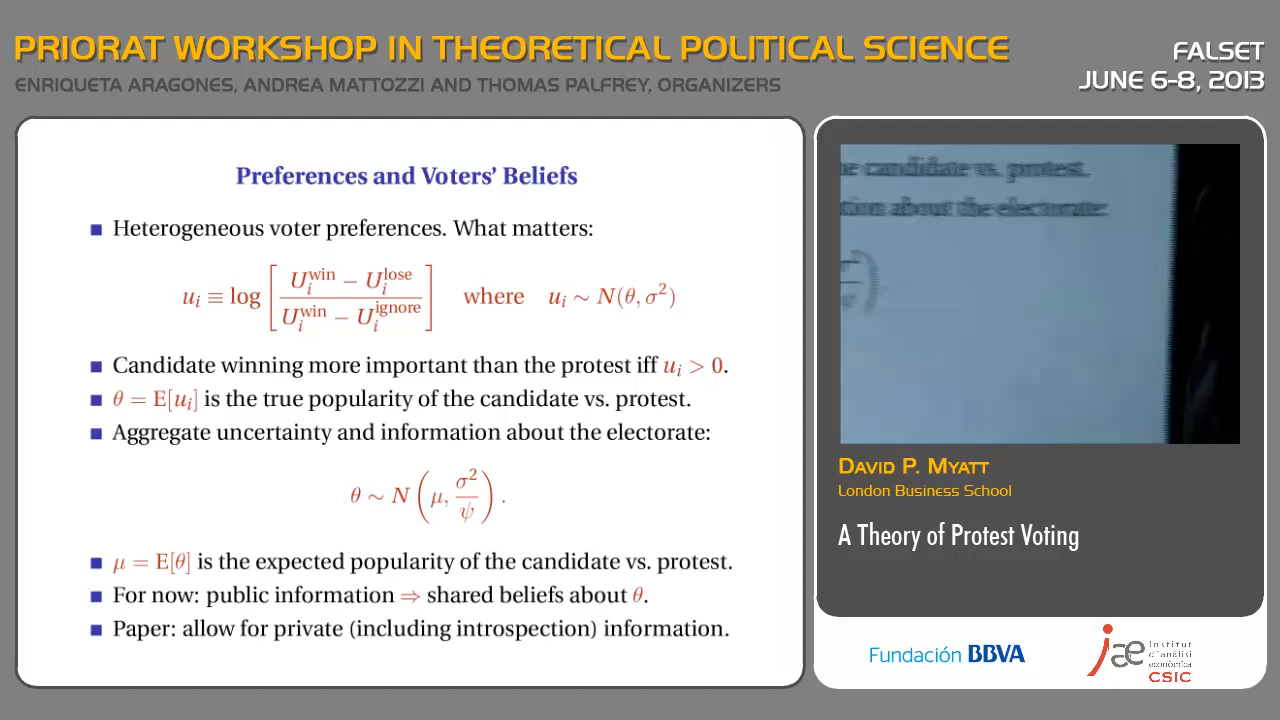 PRIORAT WORKSHOP IN THEORETICAL POLITICAL SCIENCE
ENRIQUETA ARAGONES, ANDREA MATTOZZI AND THOMAS PALFREY, ORGANIZERS
FALSET
JUNE 6-8, 2013
Preferences and Voters' Beliefs
■ Heterogeneous voter preferences. What matters:
u_i ≡ log [ (U_i^win − U_i^lose) / (U_i^win − U_i^ignore) ] where u_i ∼ N(θ, σ²)
■ Candidate winning more important than the protest iff u_i > 0.
■ θ = E[u_i] is the true popularity of the candidate vs. protest.
■ Aggregate uncertainty and information about the electorate:
θ ∼ N (μ, σ²/ψ).
■ μ = E[θ] is the expected popularity of the candidate vs. protest.
■ For now: public information ⇒ shared beliefs about θ.
■ Paper: allow for private (including introspection) information.
candidate vs. protest.
about the electorate:
DAVID P. MYATT
London Business School
A Theory of Protest Voting
Fundación BBVA
iae Institut
d'anàlisi
econòmica
CSIC